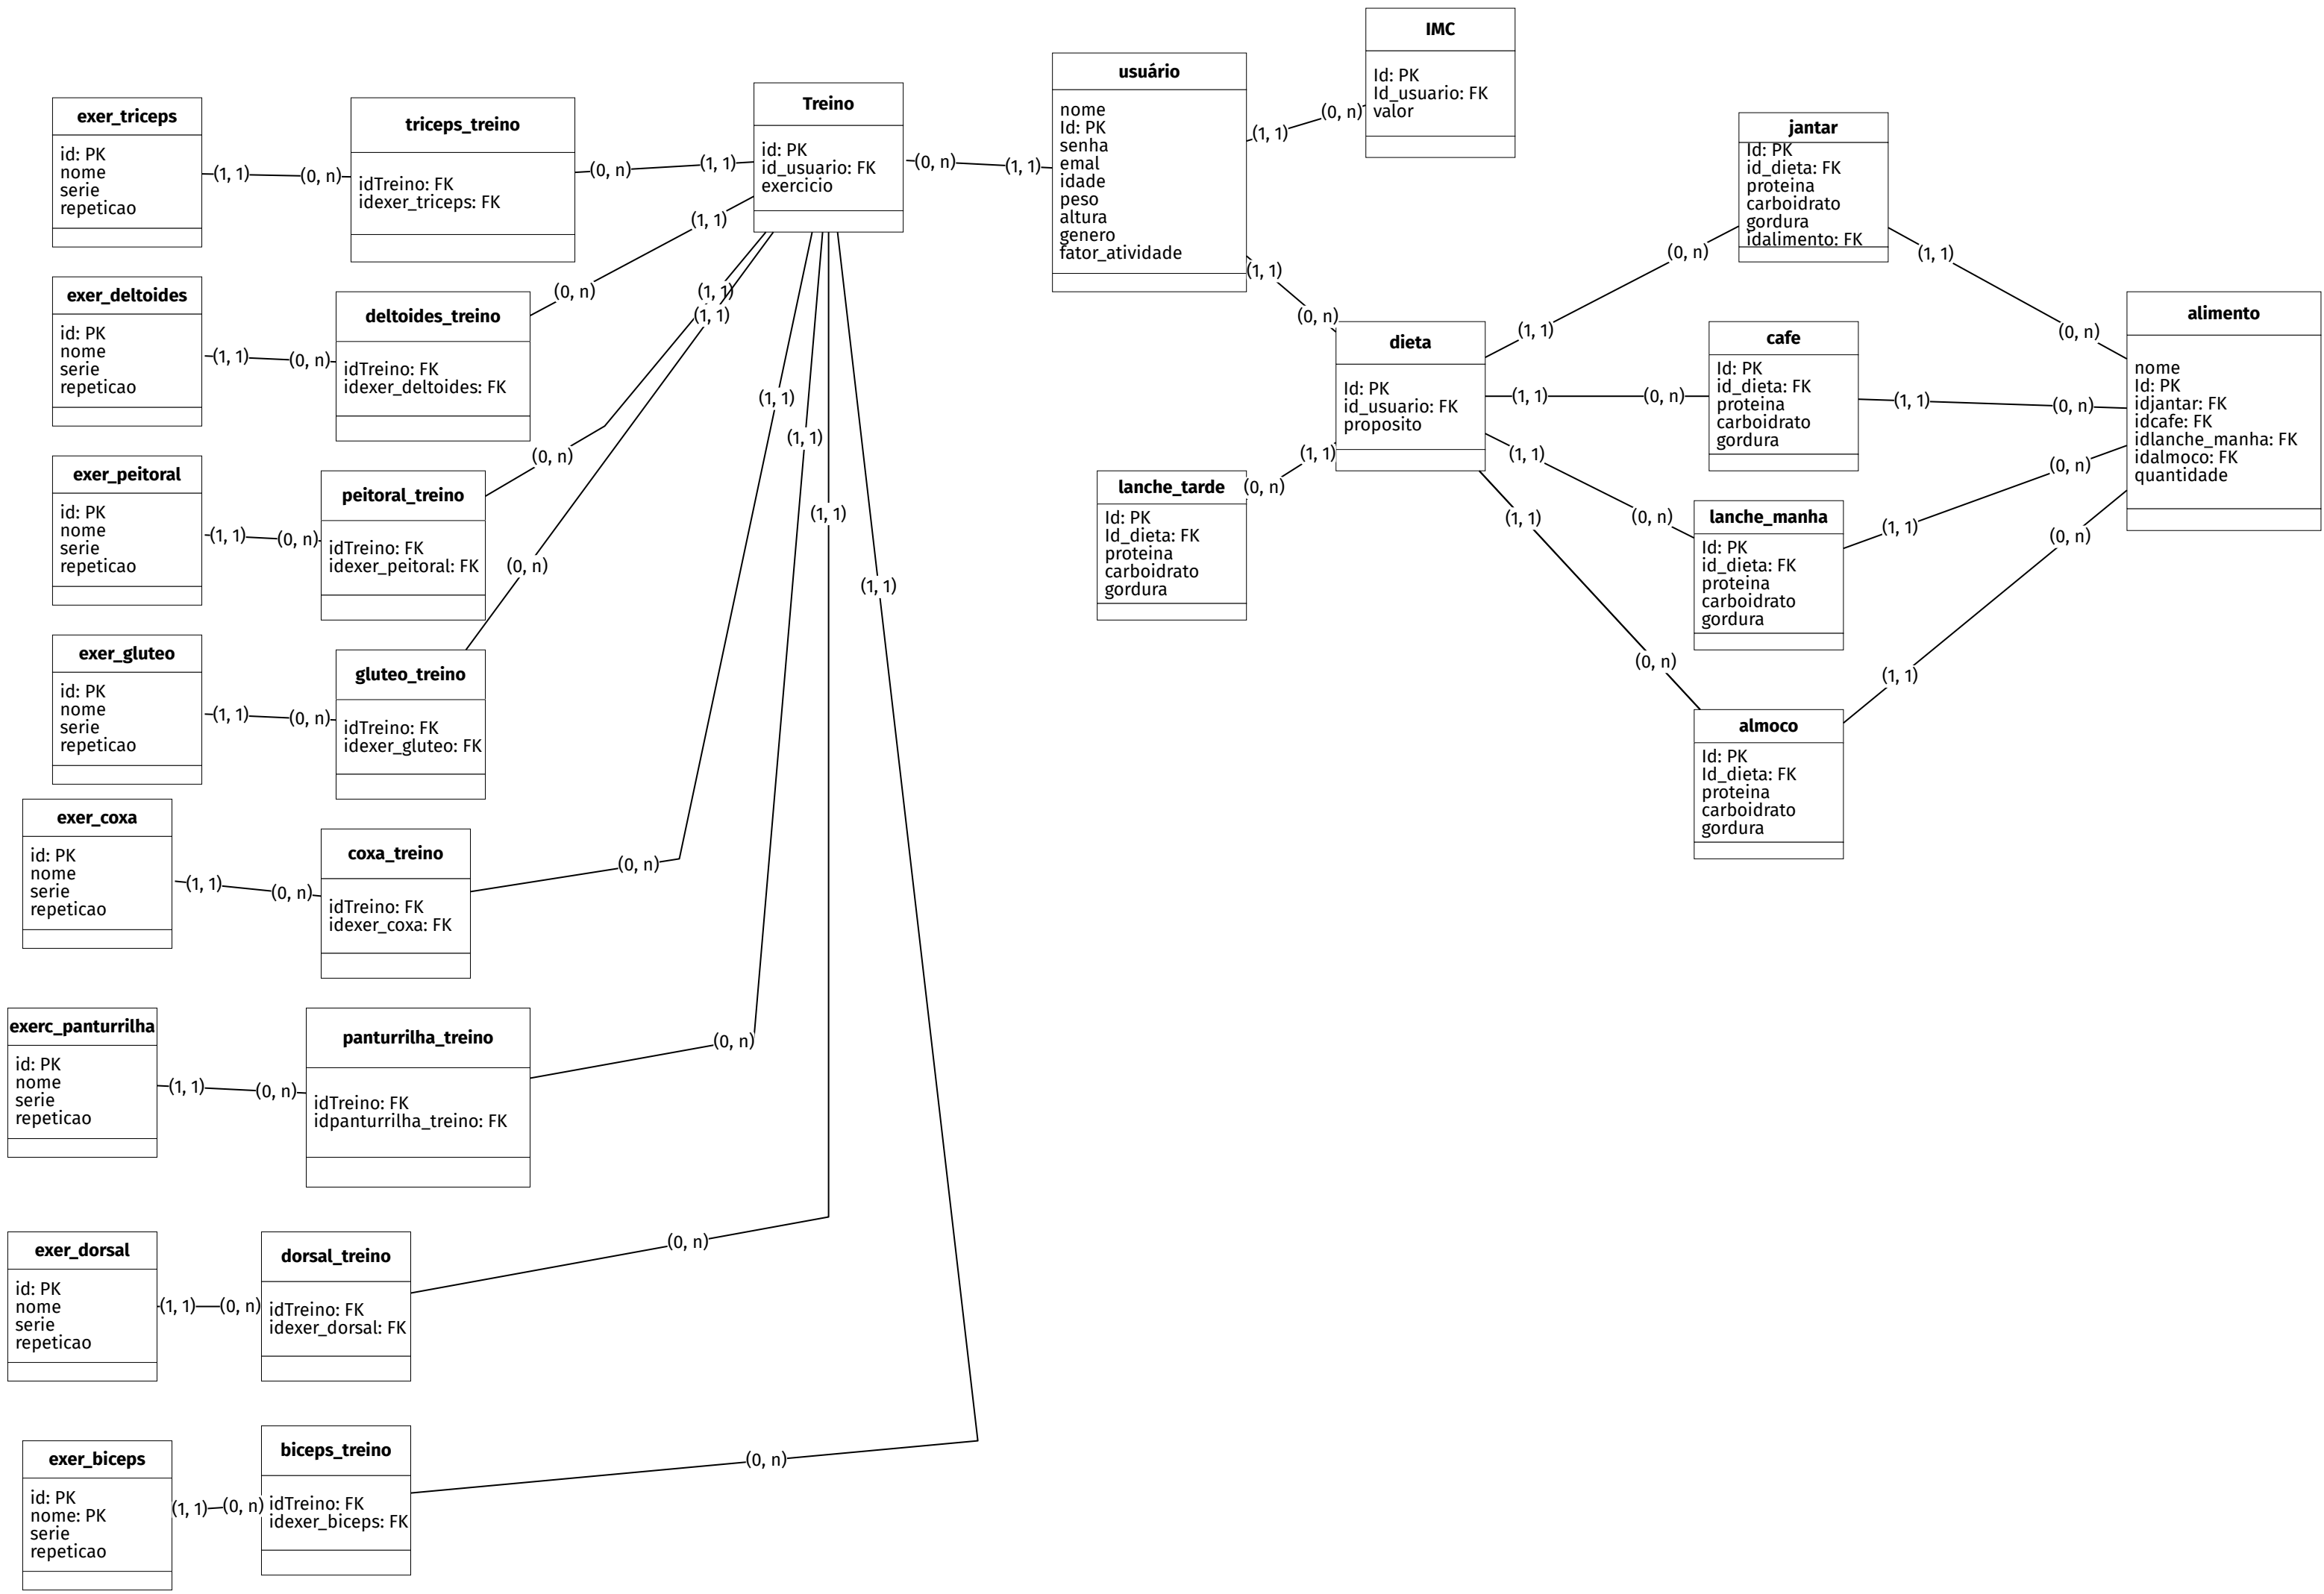 exer_triceps
id: PK
nome
serie
repeticao
(1, 1)
(0, n)
triceps_treino
idTreino: FK
idexer_triceps: FK
(0, n)
(1, 1)
Treino
id: PK
id_usuario: FK
exercicio
(0, n)
(1, 1)
usuário
nome
Id: PK
senha
emal
idade
peso
altura
genero
fator_atividade
(1, 1)
(0, n)
IMC
Id: PK
Id_usuario: FK
valor
(1, 1)
(0, n)
dieta
Id: PK
id_usuario: FK
proposito
(1, 1)
(0, n)
jantar
Id: PK
id_dieta: FK
proteina
carboidrato
gordura
idalimento: FK
(1, 1)
(0, n)
(1, 1)
(0, n)
cafe
Id: PK
id_dieta: FK
proteina
carboidrato
gordura
(1, 1)
(0, n)
alimento
nome
Id: PK
idjantar: FK
idcafe: FK
idlanche_manha: FK
idalmoco: FK
quantidade
(1, 1)
(0, n)
lanche_manha
Id: PK
id_dieta: FK
proteina
carboidrato
gordura
(1, 1)
(0, n)
(1, 1)
(0, n)
lanche_tarde
Id: PK
Id_dieta: FK
proteina
carboidrato
gordura
(1, 1)
(0, n)
almoco
Id: PK
Id_dieta: FK
proteina
carboidrato
gordura
(1, 1)
(0, n)
exer_deltoides
id: PK
nome
serie
repeticao
(1, 1)
(0, n)
deltoides_treino
idTreino: FK
idexer_deltoides: FK
(0, n)
(1, 1)
exer_peitoral
id: PK
nome
serie
repeticao
(1, 1)
(0, n)
peitoral_treino
idTreino: FK
idexer_peitoral: FK
(0, n)
(1, 1)
exer_gluteo
id: PK
nome
serie
repeticao
(1, 1)
(0, n)
gluteo_treino
idTreino: FK
idexer_gluteo: FK
(0, n)
(1, 1)
exer_coxa
id: PK
nome
serie
repeticao
(1, 1)
(0, n)
coxa_treino
idTreino: FK
idexer_coxa: FK
(0, n)
(1, 1)
exerc_panturrilha
id: PK
nome
serie
repeticao
(1, 1)
(0, n)
panturrilha_treino
idTreino: FK
idpanturrilha_treino: FK
(0, n)
(1, 1)
exer_dorsal
id: PK
nome
serie
repeticao
(1, 1)
(0, n)
dorsal_treino
idTreino: FK
idexer_dorsal: FK
(0, n)
(1, 1)
exer_biceps
id: PK
nome: PK
serie
repeticao
(1, 1)
(0, n)
biceps_treino
idTreino: FK
idexer_biceps: FK
(0, n)
(1, 1)